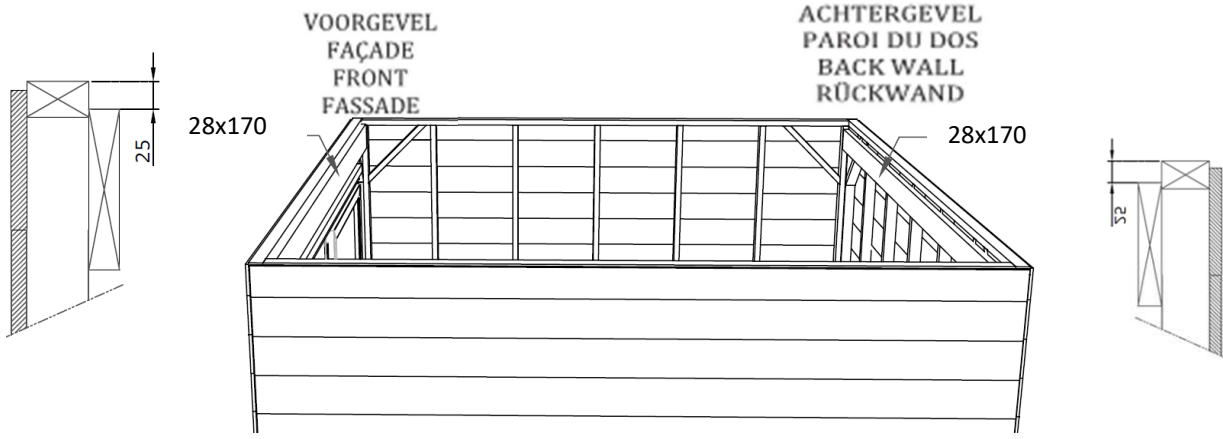 VOORGEVEL
FAÇADE
FRONT
FASSADE
ACHTERGEVEL
PAROI DU DOS
BACK WALL
RÜCKWAND
28x170
28x170
25
25